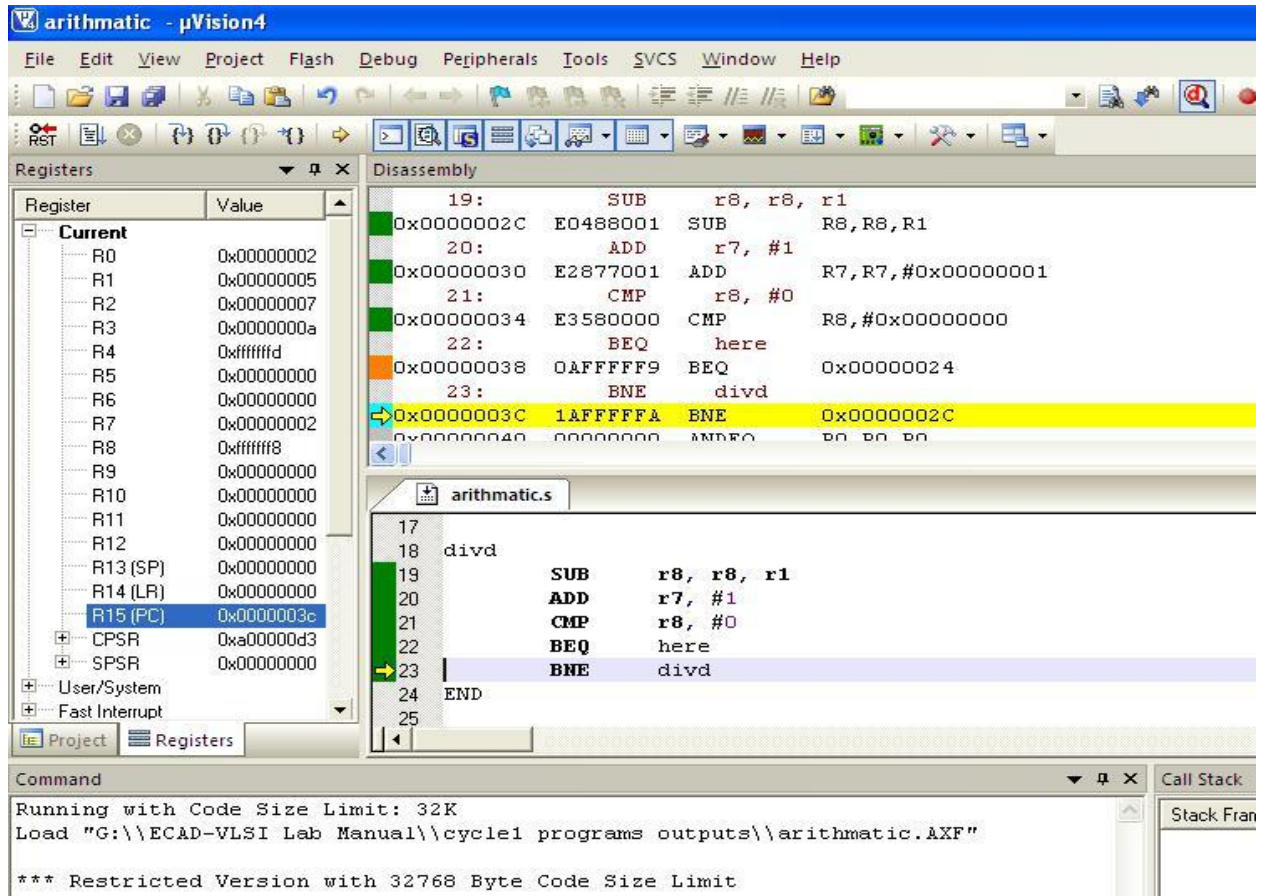 arithmatic - µVision4
File Edit View Project Flash Debug Peripherals Tools SVCS Window Help
RST
Registers
Register Value
Current
R0 0x00000002
R1 0x00000005
R2 0x00000007
R3 0x0000000a
R4 0xfffffffd
R5 0x00000000
R6 0x00000000
R7 0x00000002
R8 0xfffffff8
R9 0x00000000
R10 0x00000000
R11 0x00000000
R12 0x00000000
R13 (SP) 0x00000000
R14 (LR) 0x00000000
R15 (PC) 0x0000003c
CPSR 0xa00000d3
SPSR 0x00000000
User/System
Fast Interrupt
Project Registers
Disassembly
19: SUB r8, r8, r1
0x0000002C E0488001 SUB R8,R8,R1
20: ADD r7, #1
0x00000030 E2877001 ADD R7,R7,#0x00000001
21: CMP r8, #0
0x00000034 E3580000 CMP R8,#0x00000000
22: BEQ here
0x00000038 0AFFFFF9 BEQ 0x00000024
23: BNE divd
0x0000003C 1AFFFFFA BNE 0x0000002C
0x00000040 00000000 ANDEQ R0,R0,R0
arithmatic.s
17
18 divd
19 SUB r8, r8, r1
20 ADD r7, #1
21 CMP r8, #0
22 BEQ here
23 BNE divd
24 END
25
Command
Running with Code Size Limit: 32K
Load "G:\\ECAD-VLSI Lab Manual\\cycle1 programs outputs\\arithmatic.AXF"
*** Restricted Version with 32768 Byte Code Size Limit
Call Stack
Stack Fran